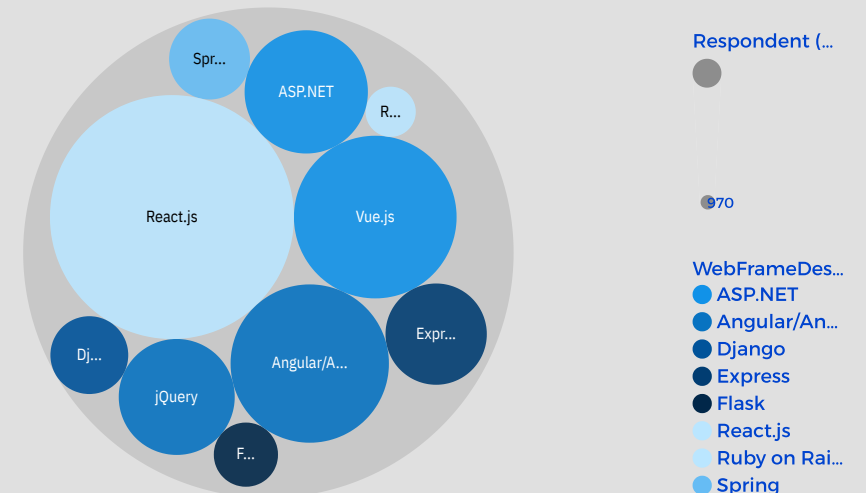 Spr...
ASP.NET
R...
React.js
Vue.js
Expr...
Dj...
Angular/A...
jQuery
F...
Respondent (...
970
WebFrameDes...
ASP.NET
Angular/An...
Django
Express
Flask
React.js
Ruby on Rai...
Spring